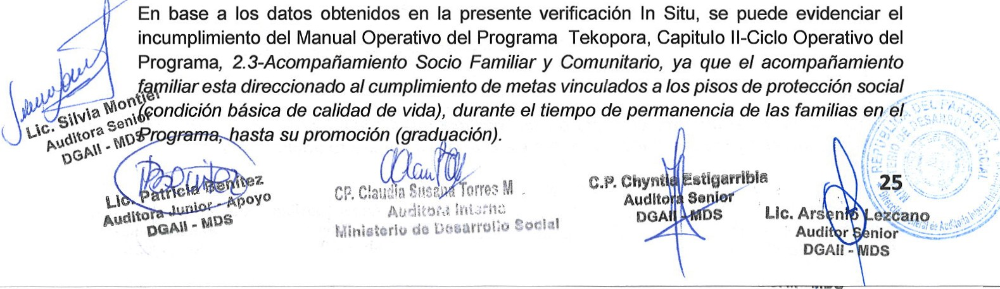 En base a los datos obtenidos en la presente verificación In Situ, se puede evidenciar el
incumplimiento del Manual Operativo del Programa Tekopora, Capitulo II-Ciclo Operativo del
Programa, 2.3-Acompañamiento Socio Familiar y Comunitario, ya que el acompañamiento
familiar esta direccionado al cumplimiento de metas vinculados a los pisos de protección social
(condición básica de calidad de vida), durante el tiempo de permanencia de las familias en el
Programa, hasta su promoción (graduación).
Lic. Silvia Montiel
Auditora Senior
DGAII - MDS
Lic. Patricia Benitez
Auditora Junior - Apoyo
DGAII - MDS
CP. Claudia Susana Torres M
Auditora Interna
Ministerio de Desarrollo Social
C.P. Chyntia Estigarribia
Auditora Senior
DGAII - MDS
25
Lic. Arsenio Lezcano
Auditor Senior
DGAII - MDS
REPÚBLICA DEL PARAGUAY
DE DESARROLLO SOCIAL
General de Auditoría Interna